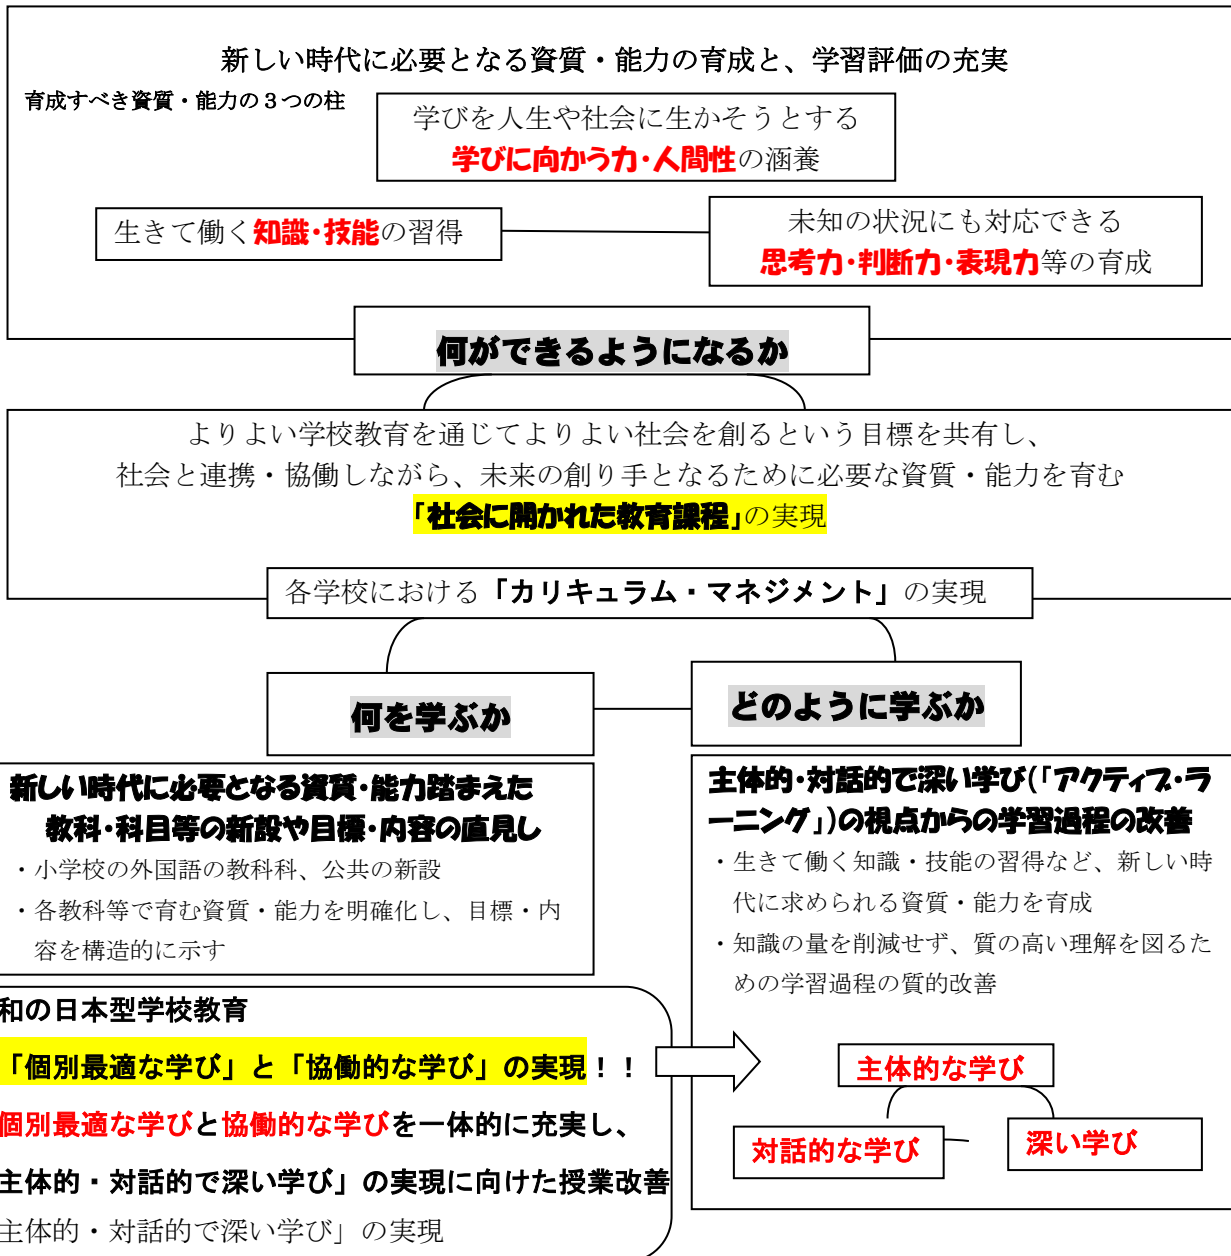 新しい時代に必要となる資質・能力の育成と、学習評価の充実
育成すべき資質・能力の３つの柱
学びを人生や社会に生かそうとする
学びに向かう力・人間性の涵養
生きて働く知識・技能の習得
未知の状況にも対応できる
思考力・判断力・表現力等の育成
何ができるようになるか
よりよい学校教育を通じてよりよい社会を創るという目標を共有し、
社会と連携・協働しながら、未来の創り手となるために必要な資質・能力を育む
「社会に開かれた教育課程」の実現
各学校における「カリキュラム・マネジメント」の実現
何を学ぶか
どのように学ぶか
新しい時代に必要となる資質・能力踏まえた
教科・科目等の新設や目標・内容の直見し
・小学校の外国語の教科科、公共の新設
・各教科等で育む資質・能力を明確化し、目標・内
容を構造的に示す
主体的・対話的で深い学び(「アクティブ・ラ
ーニング」)の視点からの学習過程の改善
・生きて働く知識・技能の習得など、新しい時
代に求められる資質・能力を育成
・知識の量を削減せず、質の高い理解を図るた
めの学習過程の質的改善
和の日本型学校教育
「個別最適な学び」と「協働的な学び」の実現！！
個別最適な学びと協働的な学びを一体的に充実し、
主体的・対話的で深い学び」の実現に向けた授業改善
主体的・対話的で深い学び」の実現
主体的な学び
対話的な学び
深い学び